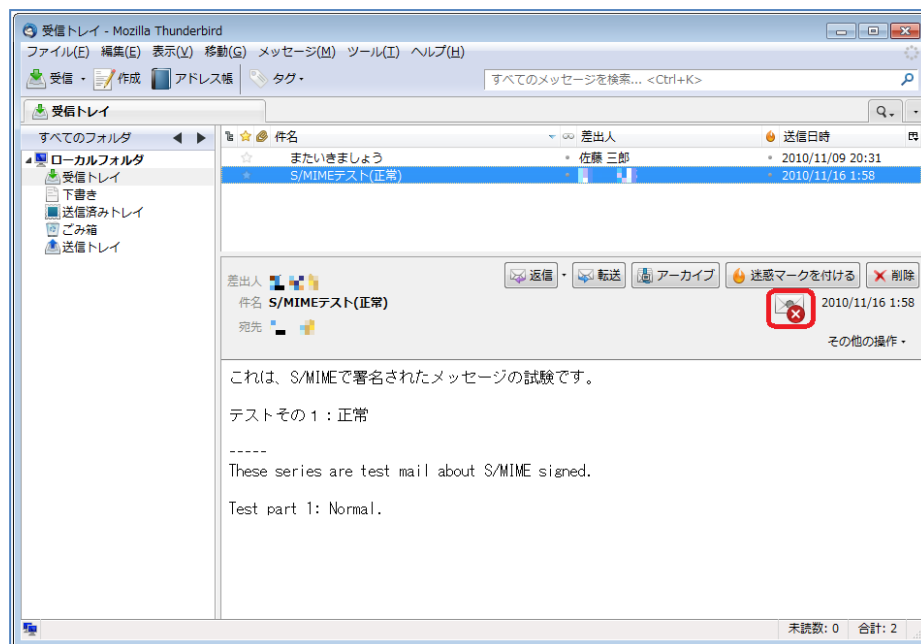 受信トレイ - Mozilla Thunderbird
ファイル(F) 編集(E) 表示(V) 移動(G) メッセージ(M) ツール(T) ヘルプ(H)
受信 作成 アドレス帳 タグ すべてのメッセージを検索... <Ctrl+K>
受信トレイ
すべてのフォルダ
件名 差出人 送信日時
ローカルフォルダ
受信トレイ
下書き
送信済みトレイ
ごみ箱
送信トレイ
またいきましょう 佐藤 三郎 2010/11/09 20:31
S/MIMEテスト(正常) 2010/11/16 1:58
返信 転送 アーカイブ 迷惑マークを付ける 削除
差出人
件名 S/MIMEテスト(正常) 2010/11/16 1:58
宛先
その他の操作
これは、S/MIMEで署名されたメッセージの試験です。
テストその１：正常
-----
These series are test mail about S/MIME signed.
Test part 1: Normal.
未読数: 0 合計: 2